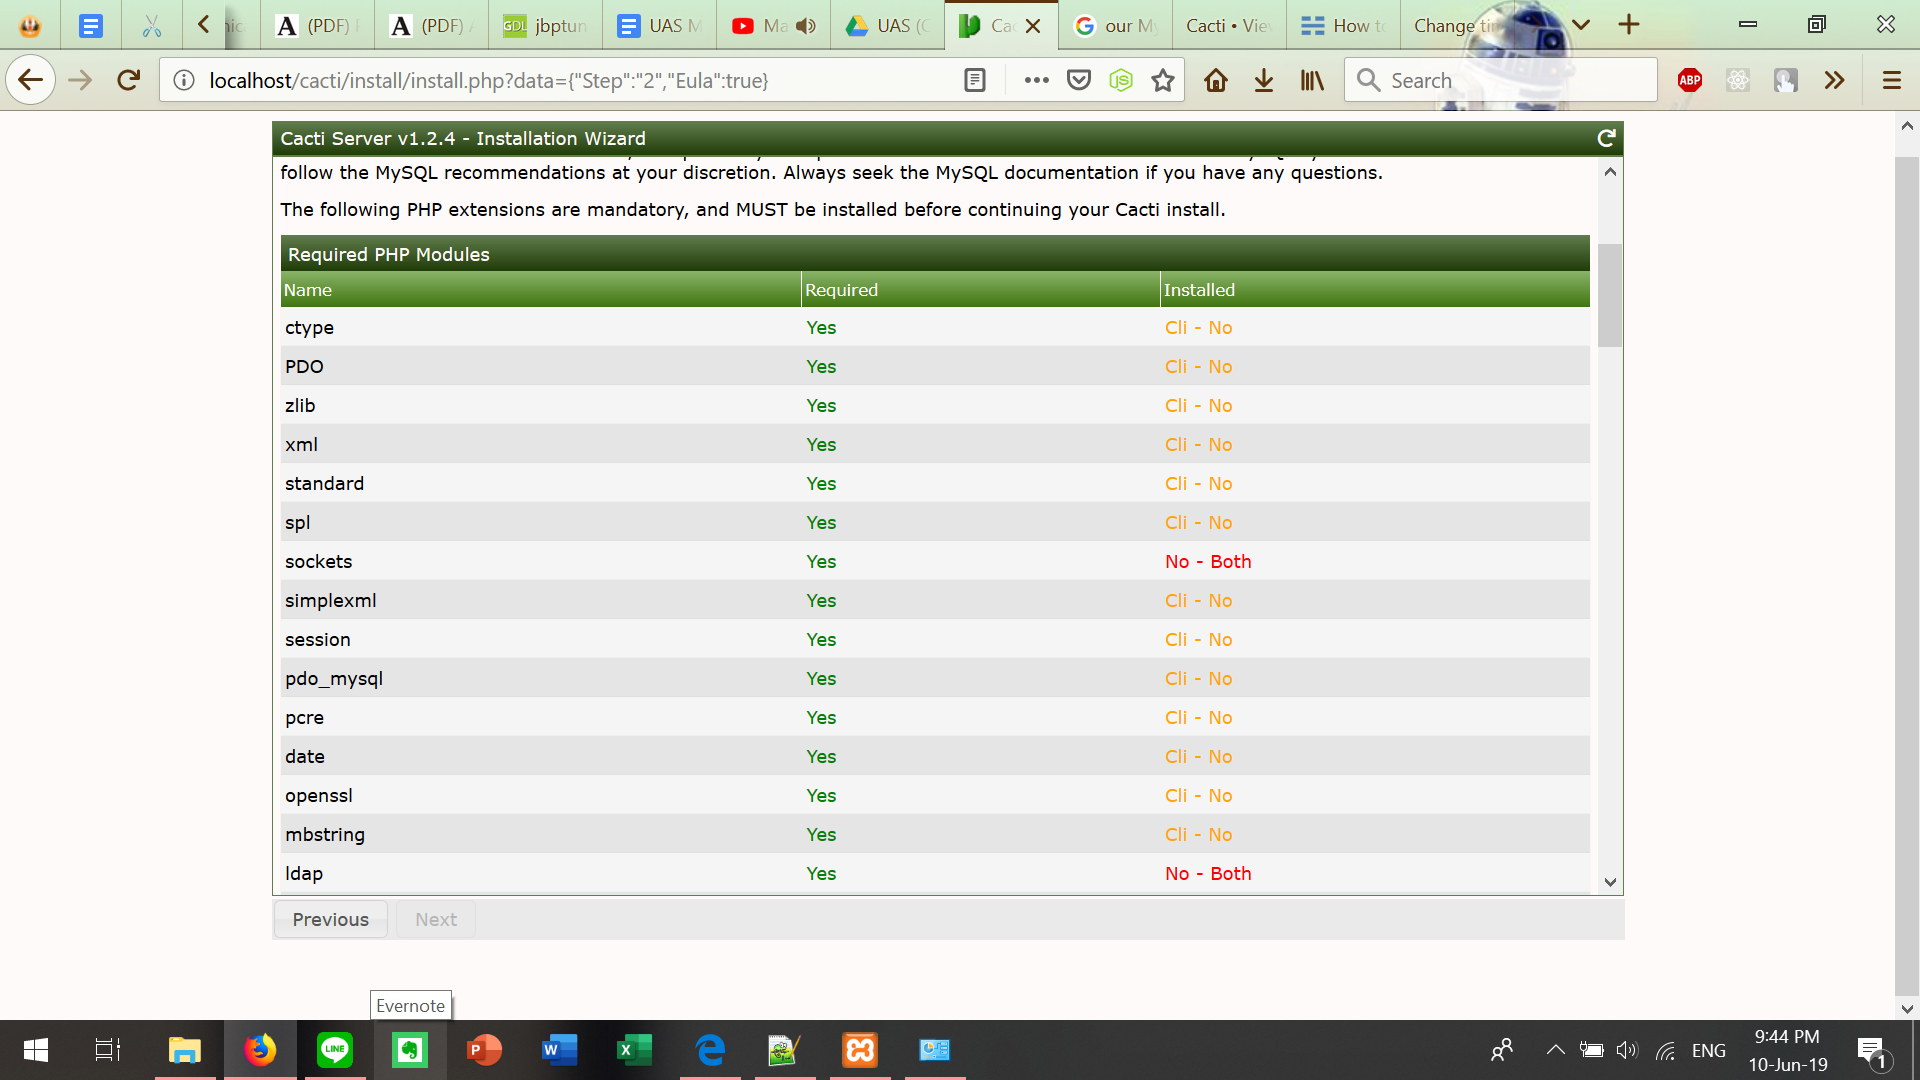 (PDF)
(PDF)
GDL jbptun
UAS M
Ma
UAS (
Cac
our My
Cacti • View
How to
Change ti
localhost/cacti/install/install.php?data={"Step":"2","Eula":true}
Search
ABP
Cacti Server v1.2.4 - Installation Wizard
follow the MySQL recommendations at your discretion. Always seek the MySQL documentation if you have any questions.
The following PHP extensions are mandatory, and MUST be installed before continuing your Cacti install.
Required PHP Modules
Name Required Installed
ctype Yes Cli - No
PDO Yes Cli - No
zlib Yes Cli - No
xml Yes Cli - No
standard Yes Cli - No
spl Yes Cli - No
sockets Yes No - Both
simplexml Yes Cli - No
session Yes Cli - No
pdo_mysql Yes Cli - No
pcre Yes Cli - No
date Yes Cli - No
openssl Yes Cli - No
mbstring Yes Cli - No
ldap Yes No - Both
Previous Next
Evernote
LINE
ENG
9:44 PM
10-Jun-19
1